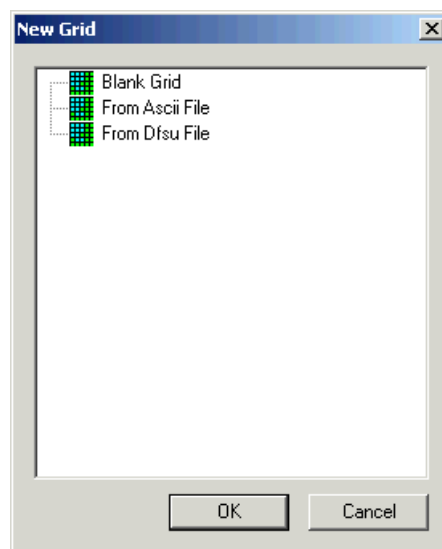 New Grid
Blank Grid
From Ascii File
From Dfsu File
OK
Cancel